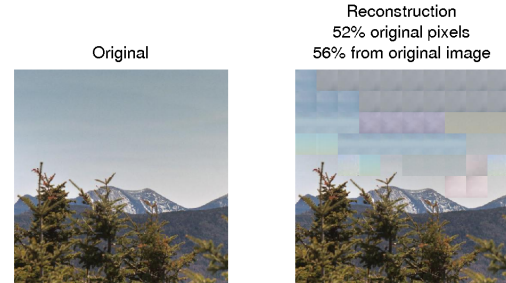 Original
Reconstruction
52% original pixels
56% from original image